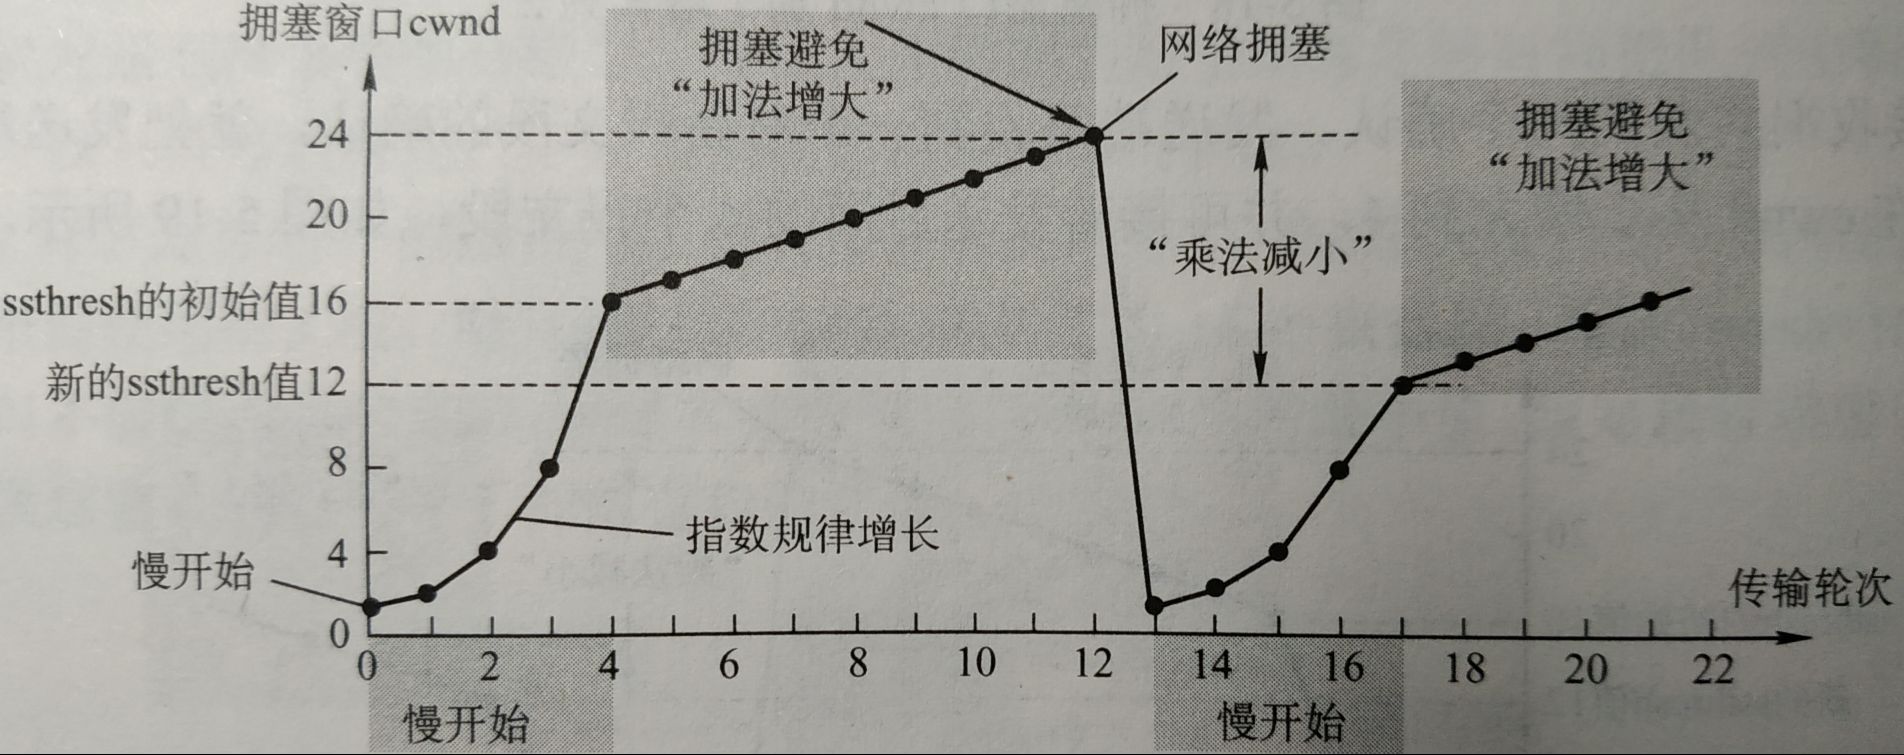 拥塞窗口cwnd
拥塞避免
“加法增大”
网络拥塞
拥塞避免
“加法增大”
24
20
“乘法减小”
ssthresh的初始值16
新的ssthresh值12
8
指数规律增长
4
慢开始
传输轮次
0
0 2 4 6 8 10 12 14 16 18 20 22
慢开始 慢开始